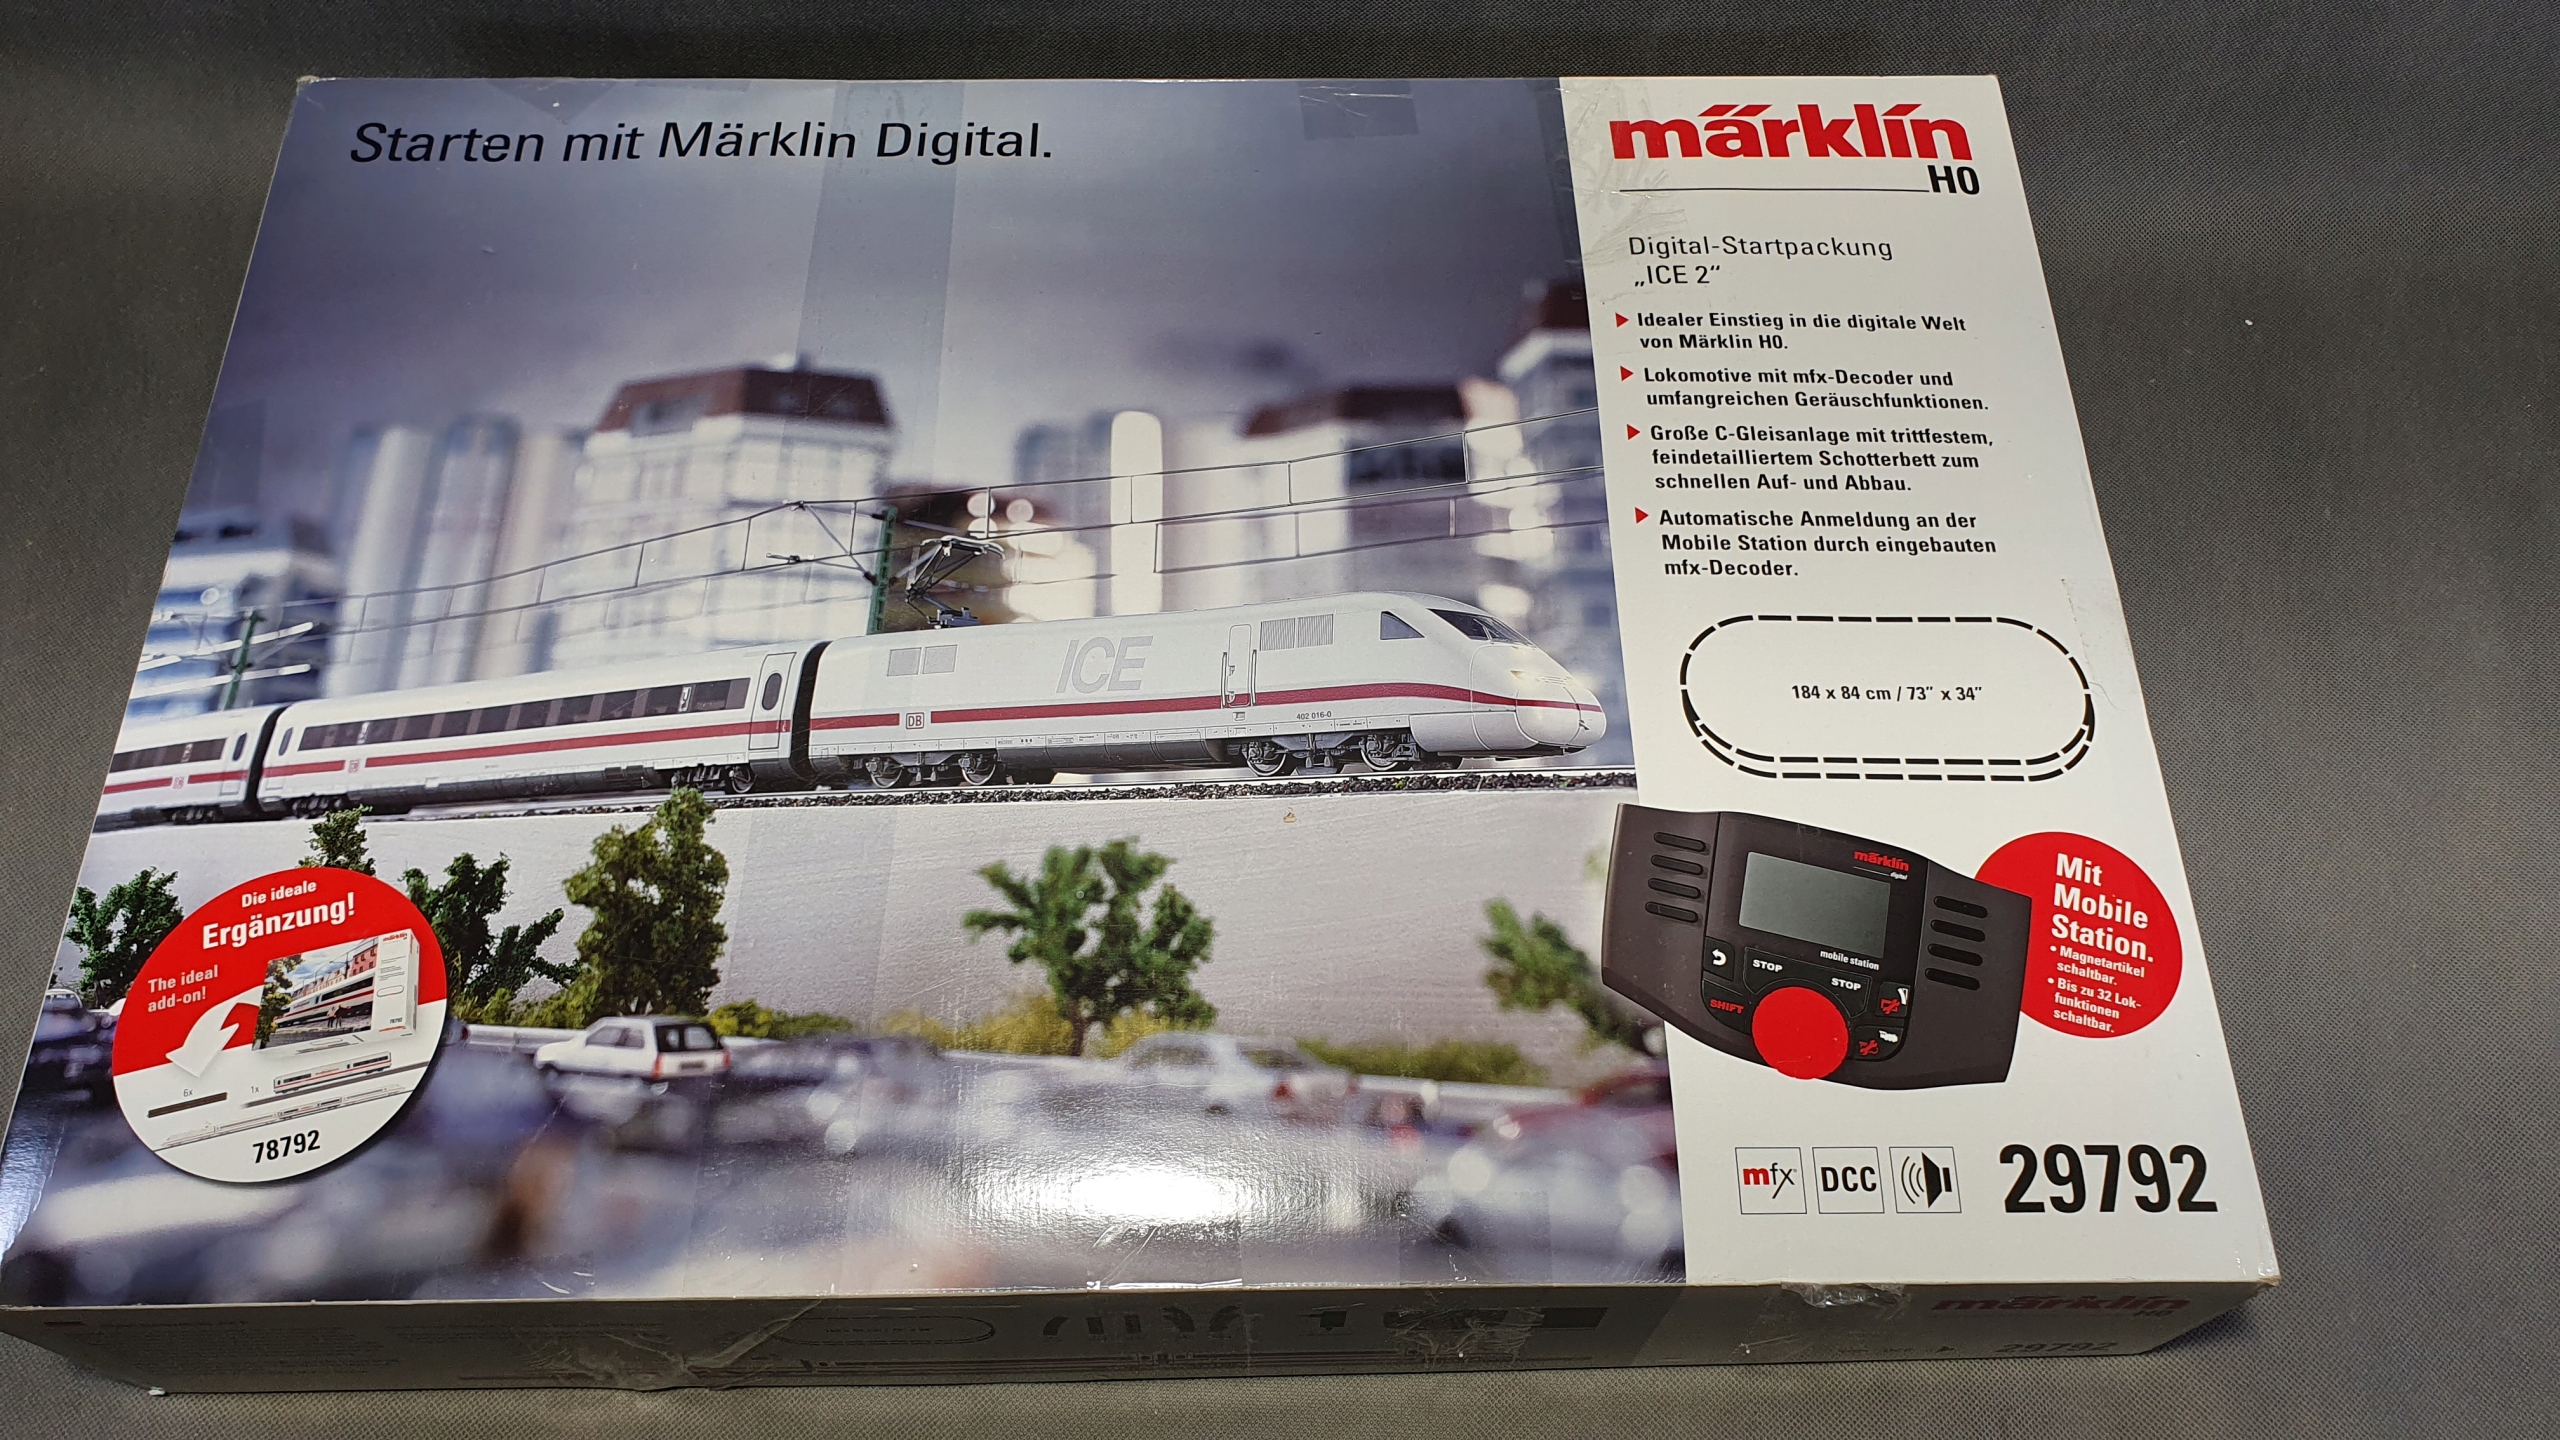 Starten mit Märklin Digital.
märklin
H0
Digital-Startpackung
„ICE 2“
Idealer Einstieg in die digitale Welt
von Märklin H0.
Lokomotive mit mfx-Decoder und
umfangreichen Geräuschfunktionen.
Große C-Gleisanlage mit trittfestem,
feindetailliertem Schotterbett zum
schnellen Auf- und Abbau.
Automatische Anmeldung an der
Mobile Station durch eingebauten
mfx-Decoder.
184 x 84 cm / 73" x 34"
ICE
DB
402 016-0
märklin
digital
mobile station
STOP
STOP
SHIFT
Mit
Mobile
Station.
• Magnetartikel
schaltbar.
• Bis zu 32 Lok-
funktionen
schaltbar.
Die ideale
Ergänzung!
The ideal
add-on!
6x
1x
78792
mfx
DCC
29792
märklin
H0
29792